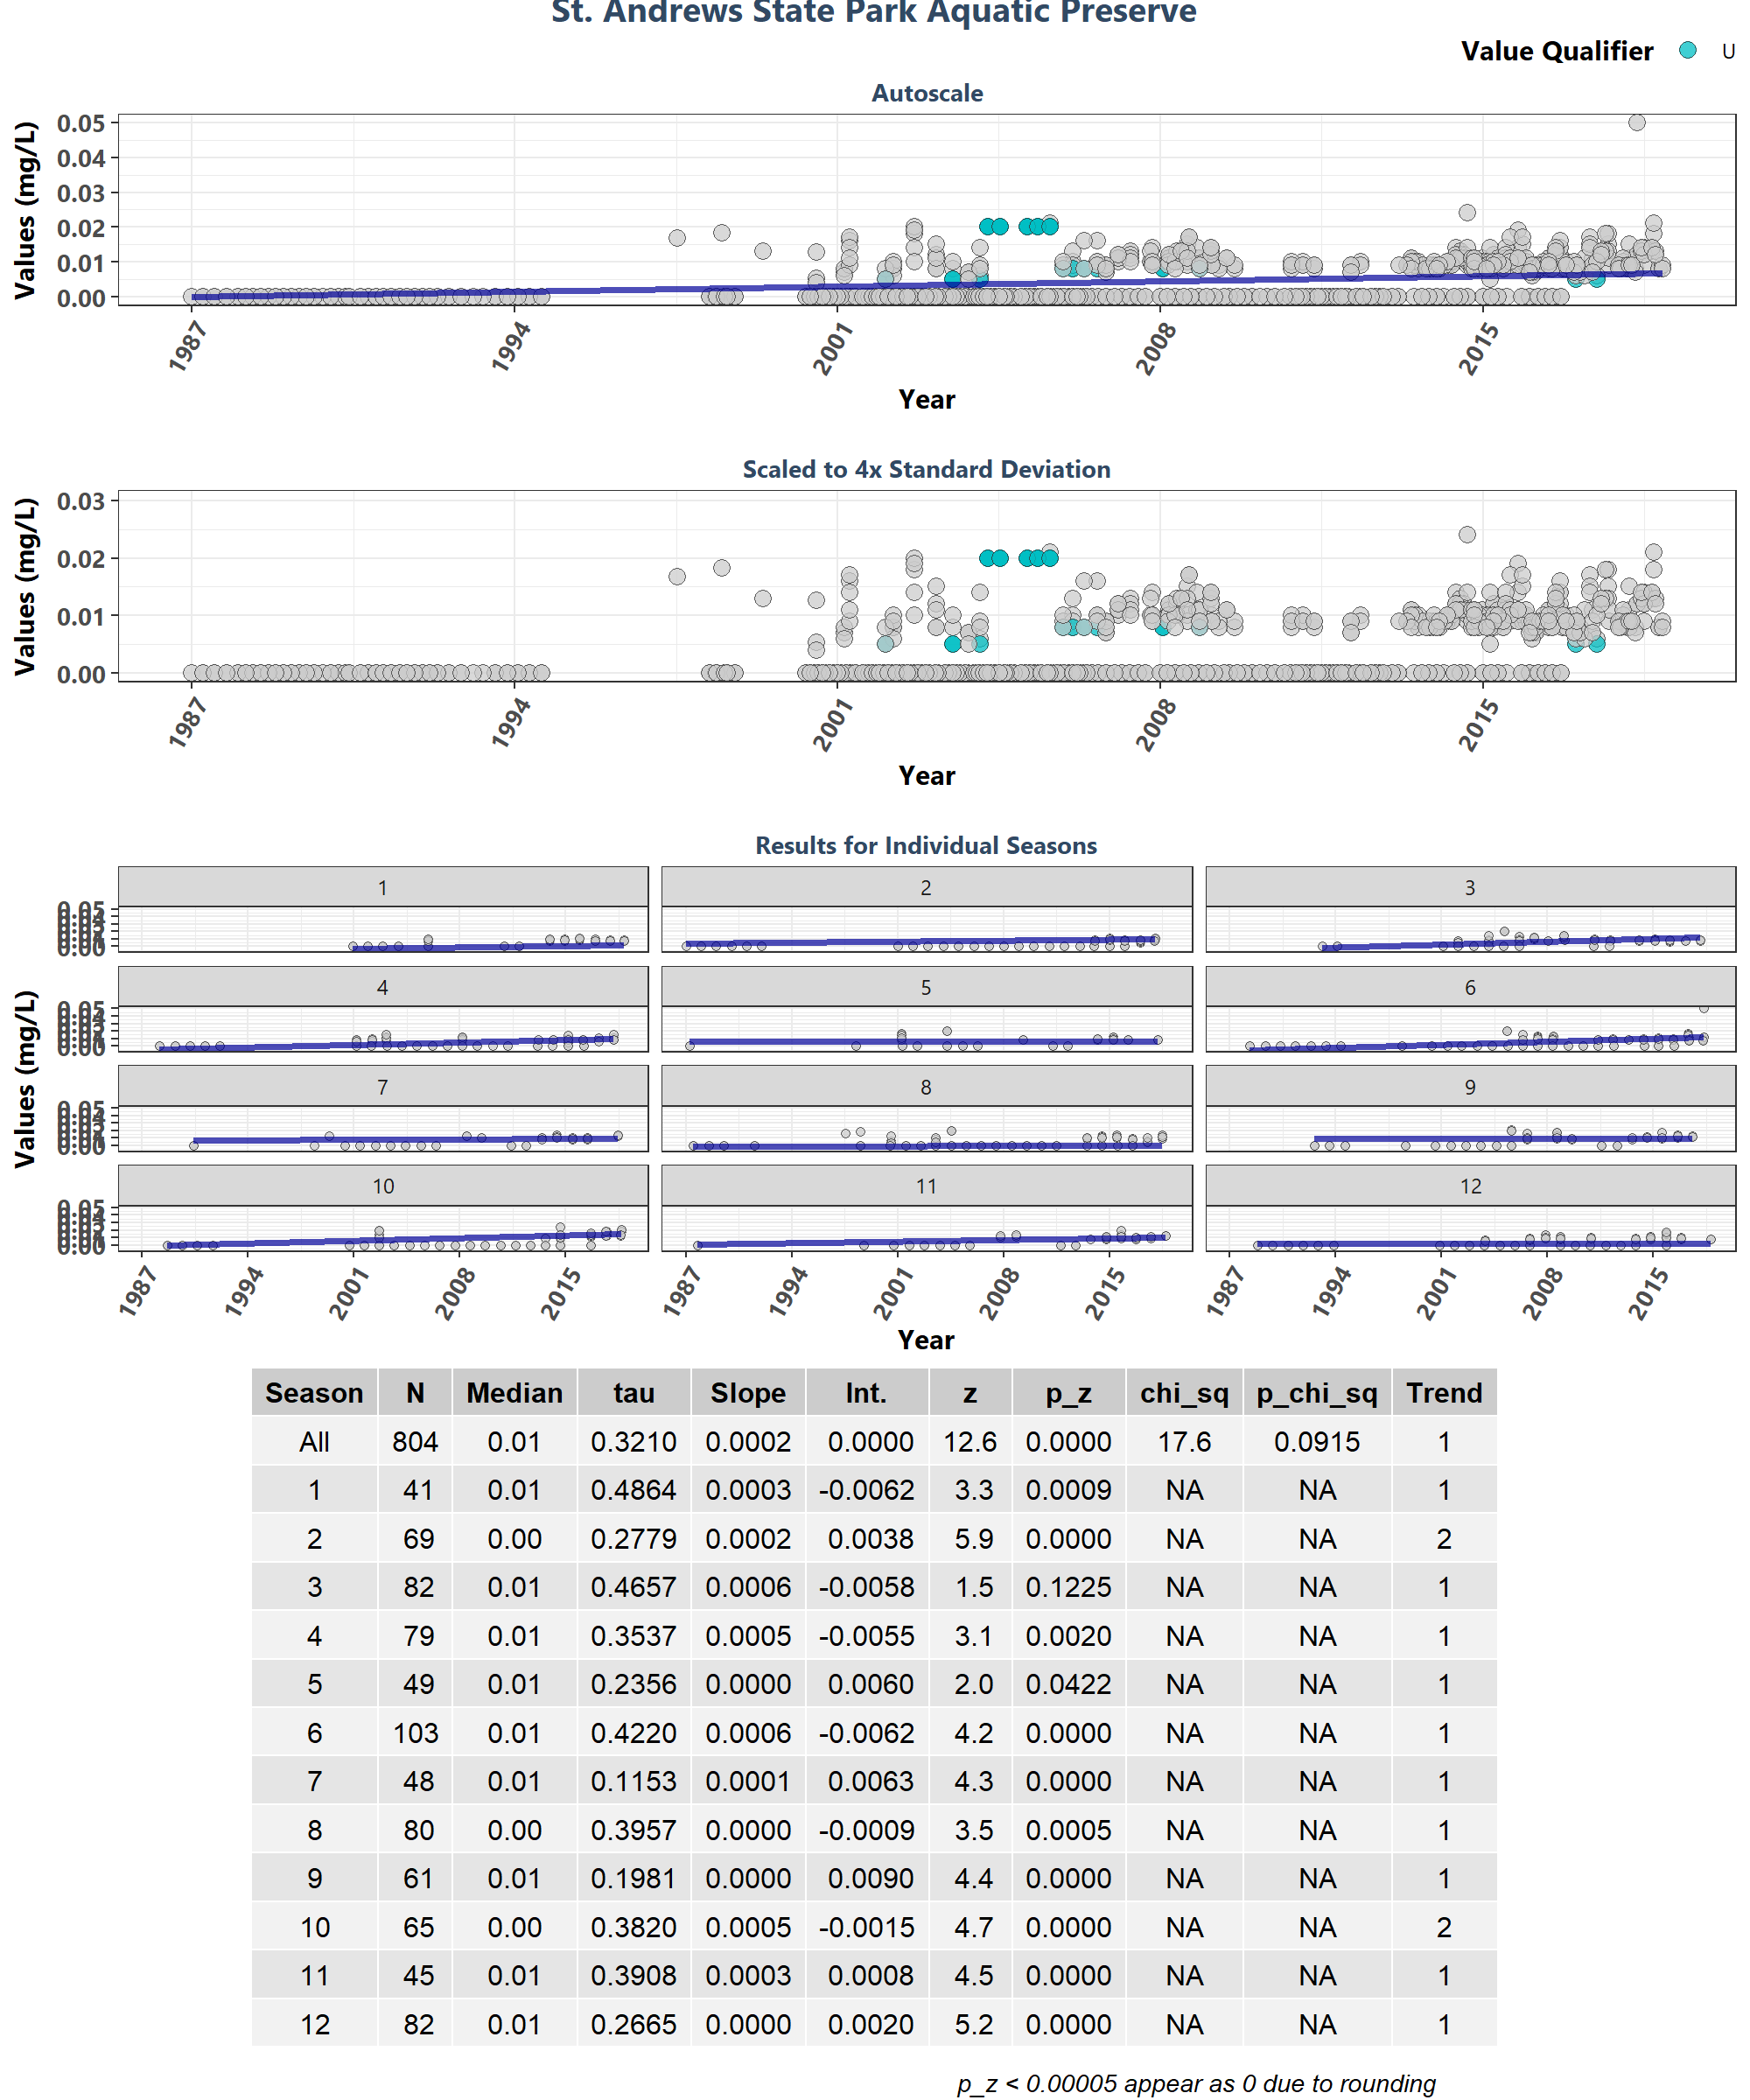 St. Andrews State Park Aquatic Preserve
Value Qualifier U
Autoscale
Values (mg/L)
0.05
0.04
0.03
0.02
0.01
0.00
1987 1994 2001 2008 2015
Year
Scaled to 4x Standard Deviation
Values (mg/L)
0.03
0.02
0.01
0.00
1987 1994 2001 2008 2015
Year
Results for Individual Seasons
Values (mg/L)
1 2 3
0.05
0.00
4 5 6
0.05
0.00
7 8 9
0.05
0.00
10 11 12
0.05
0.00
1987 1994 2001 2008 2015 1987 1994 2001 2008 2015 1987 1994 2001 2008 2015
Year
Season N Median tau Slope Int. z p_z chi_sq p_chi_sq Trend
All 804 0.01 0.3210 0.0002 0.0000 12.6 0.0000 17.6 0.0915 1
1 41 0.01 0.4864 0.0003 -0.0062 3.3 0.0009 NA NA 1
2 69 0.00 0.2779 0.0002 0.0038 5.9 0.0000 NA NA 2
3 82 0.01 0.4657 0.0006 -0.0058 1.5 0.1225 NA NA 1
4 79 0.01 0.3537 0.0005 -0.0055 3.1 0.0020 NA NA 1
5 49 0.01 0.2356 0.0000 0.0060 2.0 0.0422 NA NA 1
6 103 0.01 0.4220 0.0006 -0.0062 4.2 0.0000 NA NA 1
7 48 0.01 0.1153 0.0001 0.0063 4.3 0.0000 NA NA 1
8 80 0.00 0.3957 0.0000 -0.0009 3.5 0.0005 NA NA 1
9 61 0.01 0.1981 0.0000 0.0090 4.4 0.0000 NA NA 1
10 65 0.00 0.3820 0.0005 -0.0015 4.7 0.0000 NA NA 2
11 45 0.01 0.3908 0.0003 0.0008 4.5 0.0000 NA NA 1
12 82 0.01 0.2665 0.0000 0.0020 5.2 0.0000 NA NA 1
p_z < 0.00005 appear as 0 due to rounding